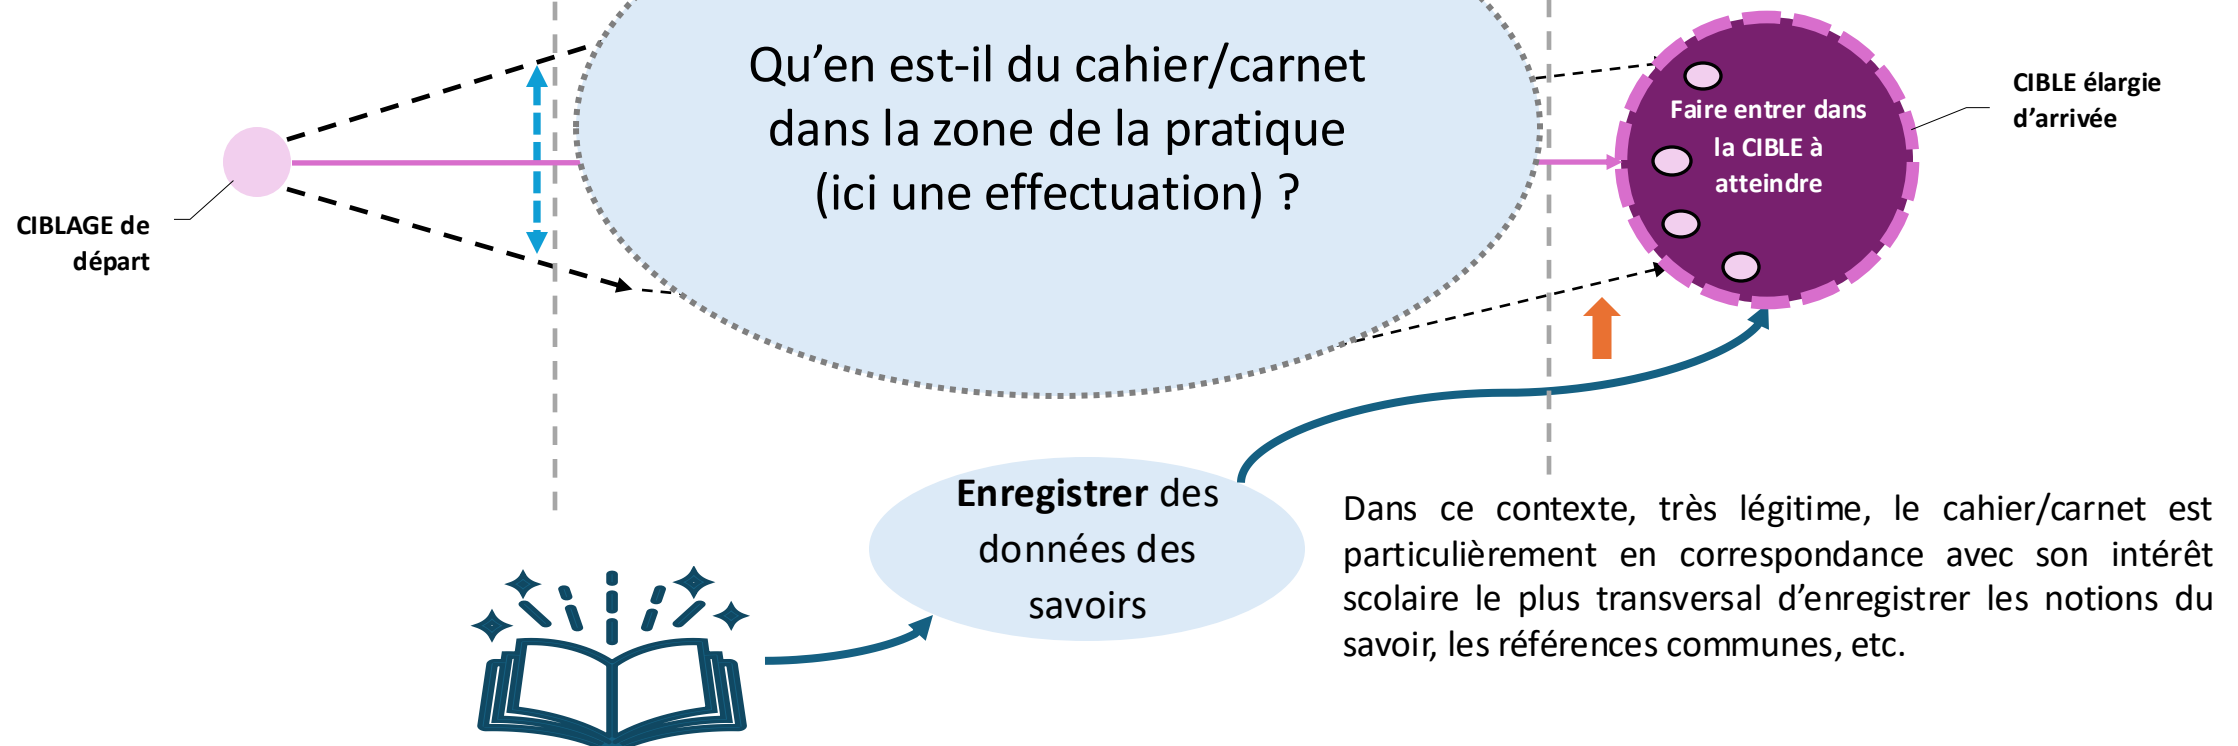 Qu’en est-il du cahier/carnet
dans la zone de la pratique
(ici une effectuation) ?
CIBLAGE de
départ
Faire entrer dans
la CIBLE à
atteindre
CIBLE élargie
d’arrivée
Enregistrer des
données des
savoirs
Dans ce contexte, très légitime, le cahier/carnet est
particulièrement en correspondance avec son intérêt
scolaire le plus transversal d’enregistrer les notions du
savoir, les références communes, etc.